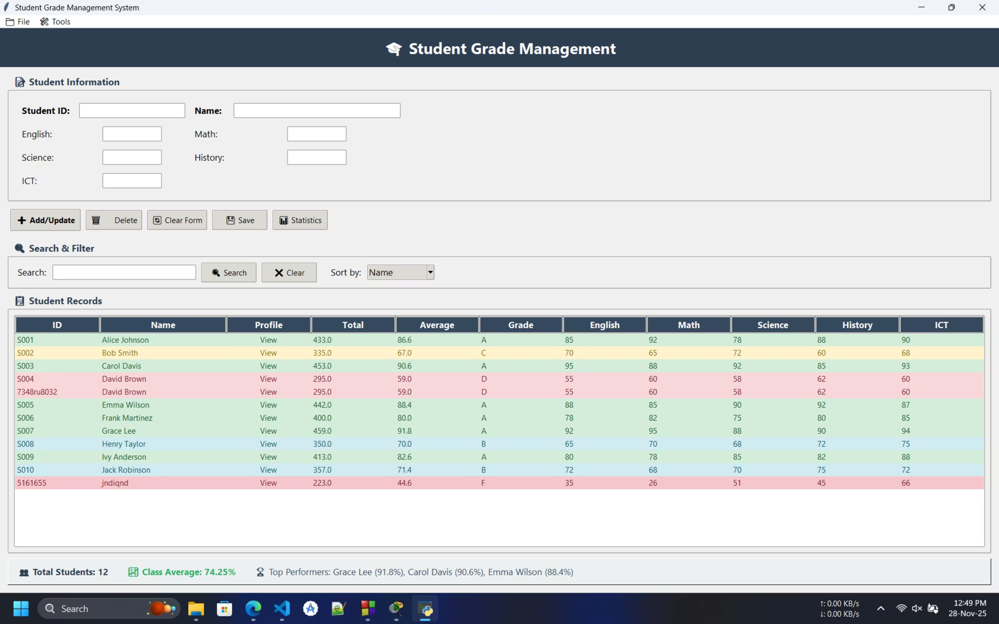 Student Grade Management System
File Tools
Student Grade Management
Student Information
Student ID: Name:
English: Math:
Science: History:
ICT:
Add/Update Delete Clear Form Save Statistics
Search & Filter
Search: Search Clear Sort by: Name
Student Records
ID Name Profile Total Average Grade English Math Science History ICT
S001 Alice Johnson View 433.0 86.6 A 85 92 78 88 90
S002 Bob Smith View 335.0 67.0 C 70 65 72 60 68
S003 Carol Davis View 453.0 90.6 A 95 88 92 85 93
S004 David Brown View 295.0 59.0 D 55 60 58 62 60
7348ru8032 David Brown View 295.0 59.0 D 55 60 58 62 60
S005 Emma Wilson View 442.0 88.4 A 88 85 90 92 87
S006 Frank Martinez View 400.0 80.0 A 78 82 75 80 85
S007 Grace Lee View 459.0 91.8 A 92 95 88 90 94
S008 Henry Taylor View 350.0 70.0 B 65 70 68 72 75
S009 Ivy Anderson View 413.0 82.6 A 80 78 85 82 88
S010 Jack Robinson View 357.0 71.4 B 72 68 70 75 72
5161655 jndiqnd View 223.0 44.6 F 35 26 51 45 66
Total Students: 12 Class Average: 74.25% Top Performers: Grace Lee (91.8%), Carol Davis (90.6%), Emma Wilson (88.4%)
Search
↑: 0.00 KB/s 12:49 PM
↓: 0.00 KB/s 28-Nov-25